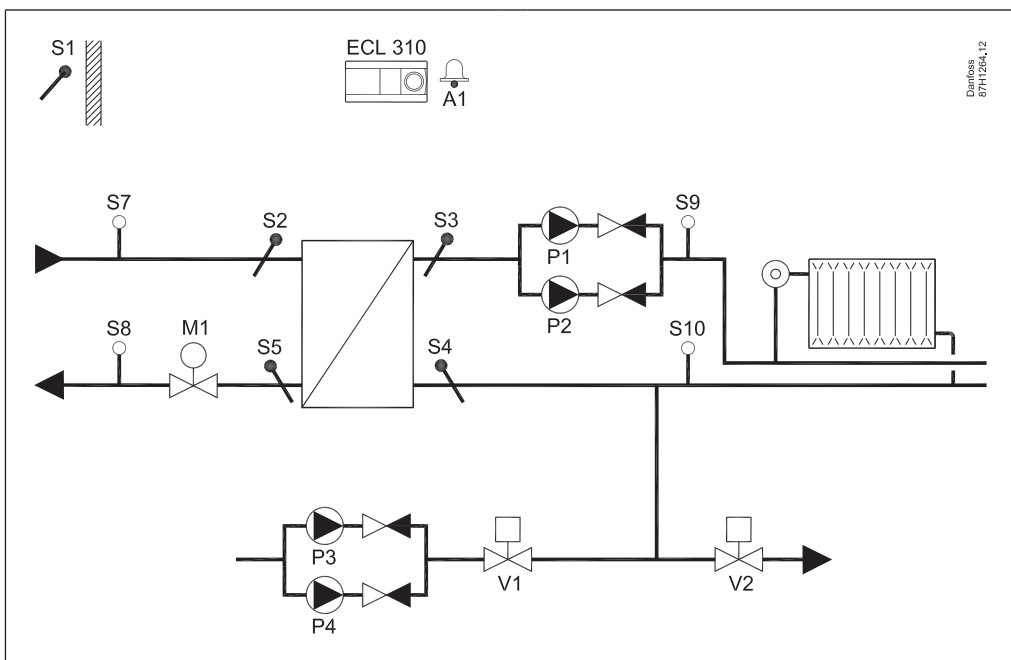 S1
ECL 310
A1
Danfoss
87H1264.12
S7
S2
S3
P1
S9
P2
S8
M1
S5
S4
S10
P3
V1
V2
P4